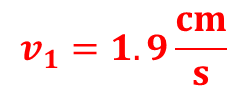 v₁ = 1.9 cm/s